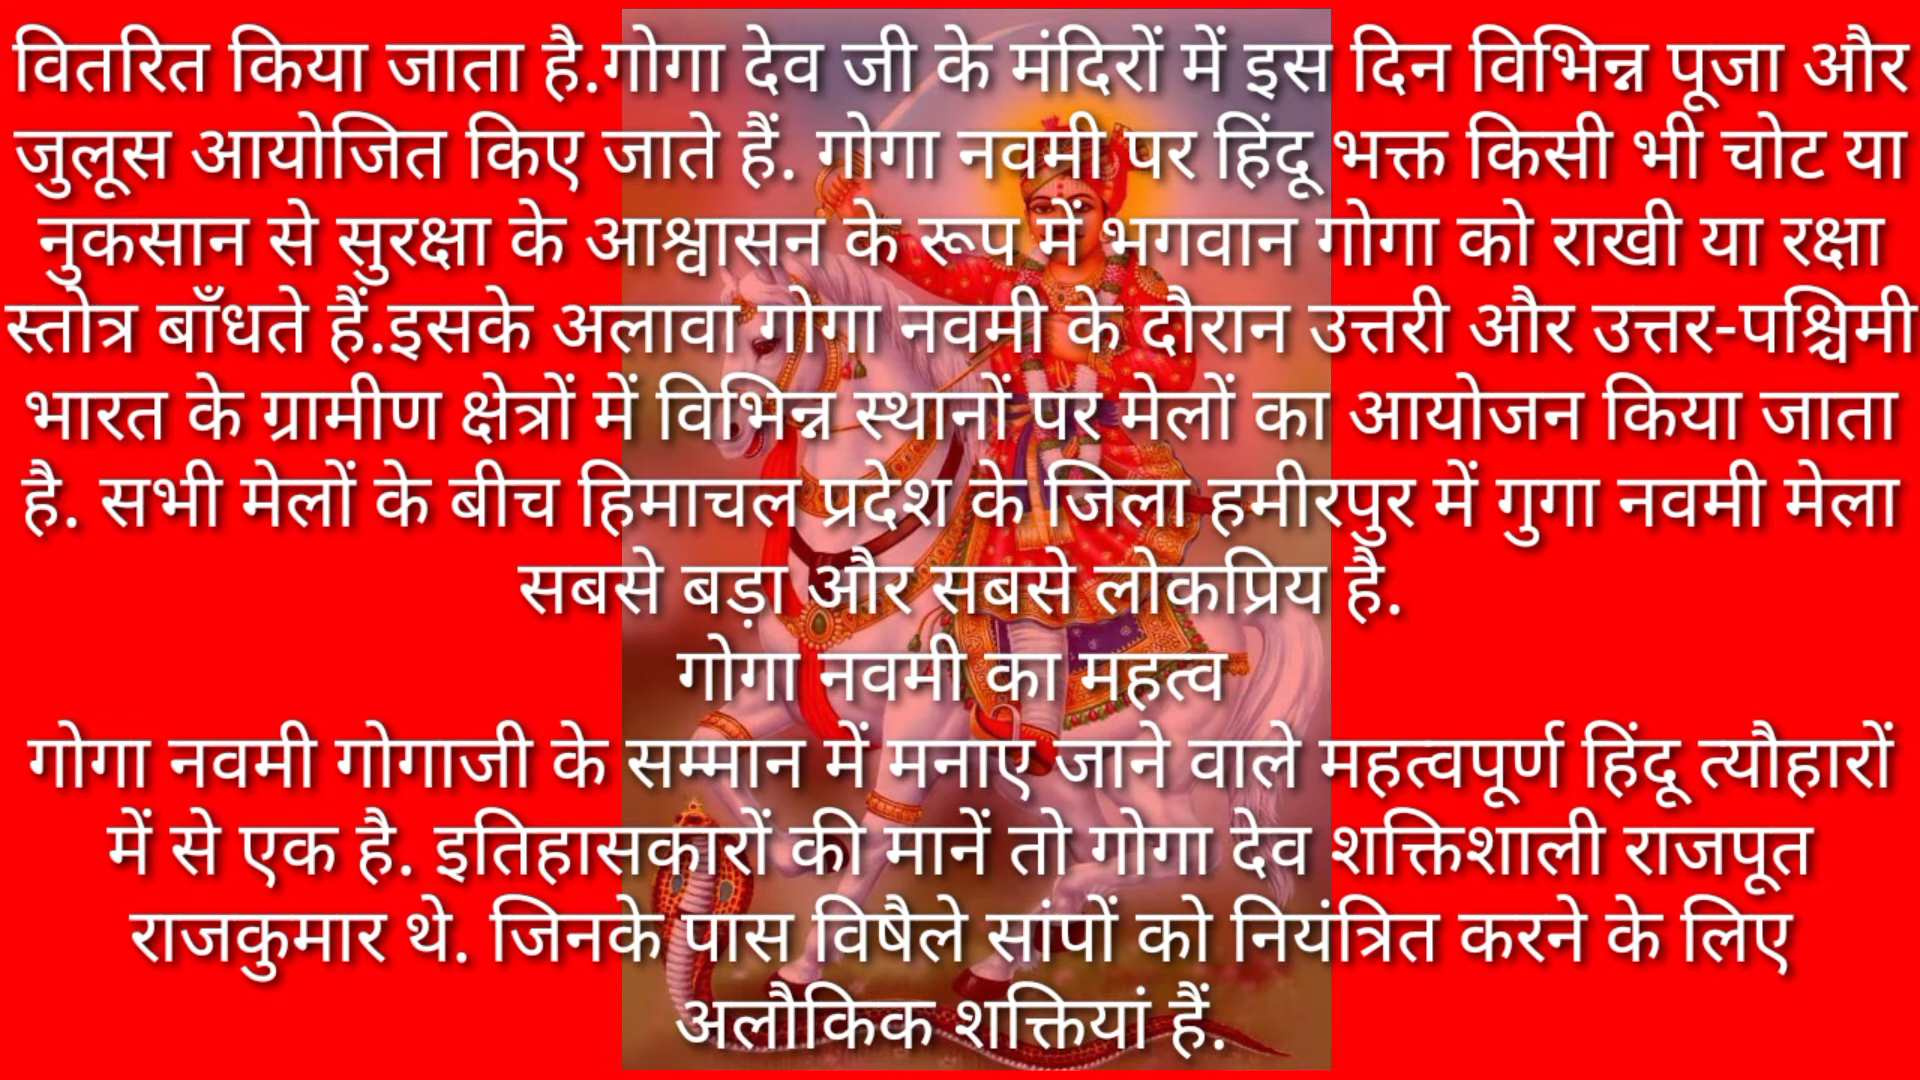 वितरित किया जाता है.गोगा देव जी के मंदिरों में इस दिन विभिन्न पूजा और
जुलूस आयोजित किए जाते हैं. गोगा नवमी पर हिंदू भक्त किसी भी चोट या
नुकसान से सुरक्षा के आश्वासन के रूप में भगवान गोगा को राखी या रक्षा
स्तोत्र बाँधते हैं.इसके अलावा गोगा नवमी के दौरान उत्तरी और उत्तर-पश्चिमी
भारत के ग्रामीण क्षेत्रों में विभिन्न स्थानों पर मेलों का आयोजन किया जाता
है. सभी मेलों के बीच हिमाचल प्रदेश के जिला हमीरपुर में गुगा नवमी मेला
सबसे बड़ा और सबसे लोकप्रिय है.
गोगा नवमी का महत्व
गोगा नवमी गोगाजी के सम्मान में मनाए जाने वाले महत्वपूर्ण हिंदू त्यौहारों
में से एक है. इतिहासकारों की मानें तो गोगा देव शक्तिशाली राजपूत
राजकुमार थे. जिनके पास विषैले सांपों को नियंत्रित करने के लिए
अलौकिक शक्तियां हैं.